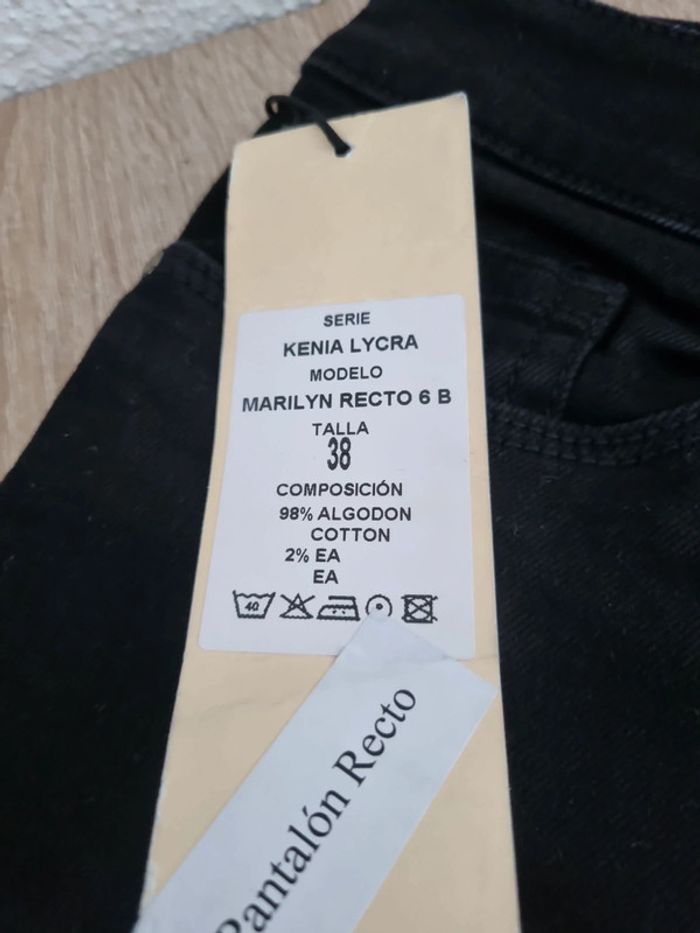 SERIE
KENIA LYCRA
MODELO
MARILYN RECTO 6 B
TALLA
38
COMPOSICIÓN
98% ALGODON
COTTON
2% EA
EA
40
Pantalón Recto